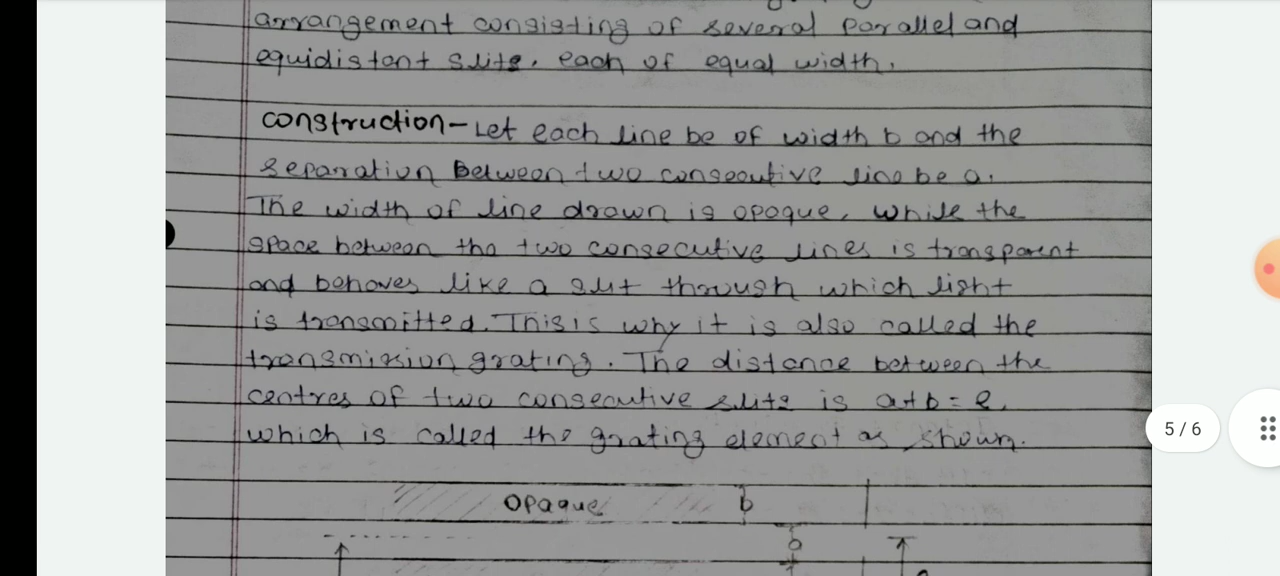 arrangement consisting of several parallel and
equidistant slits, each of equal width.
construction - Let each line be of width b and the
separation between two consecutive line be a.
The width of line drawn is opaque, while the
space between the two consecutive lines is transparent
and behaves like a slit through which light
is transmitted. This is why it is also called the
transmission grating. The distance between the
centres of two consecutive slits is a+b = e,
which is called the grating element as shown.
5 / 6
opaque b